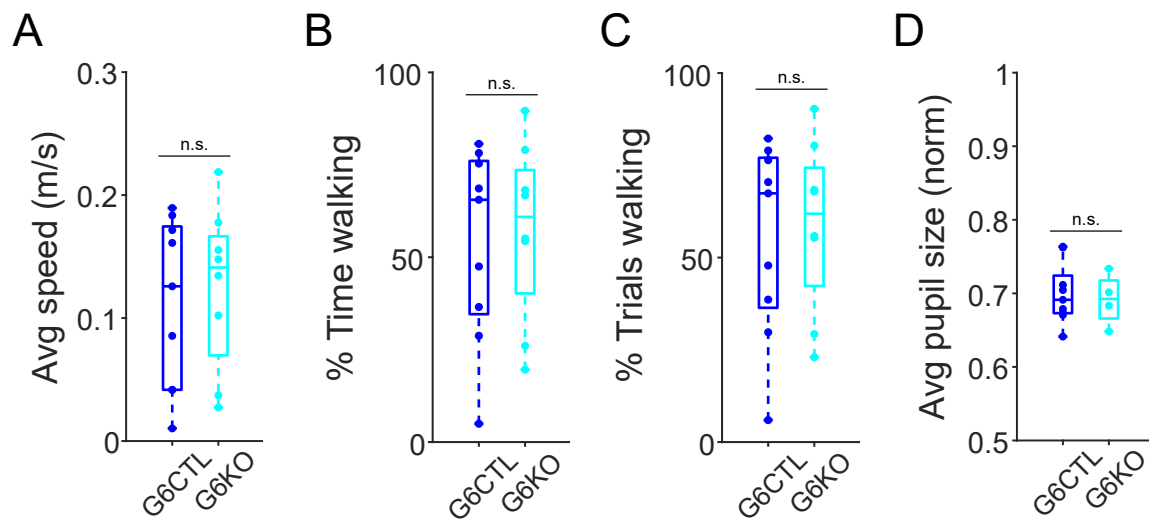 A
Avg speed (m/s)
0.3
0.2
0.1
0
n.s.
G6CTL
G6KO
B
% Time walking
100
50
0
n.s.
G6CTL
G6KO
C
% Trials walking
100
50
0
n.s.
G6CTL
G6KO
D
Avg pupil size (norm)
1
0.9
0.8
0.7
0.6
0.5
n.s.
G6CTL
G6KO